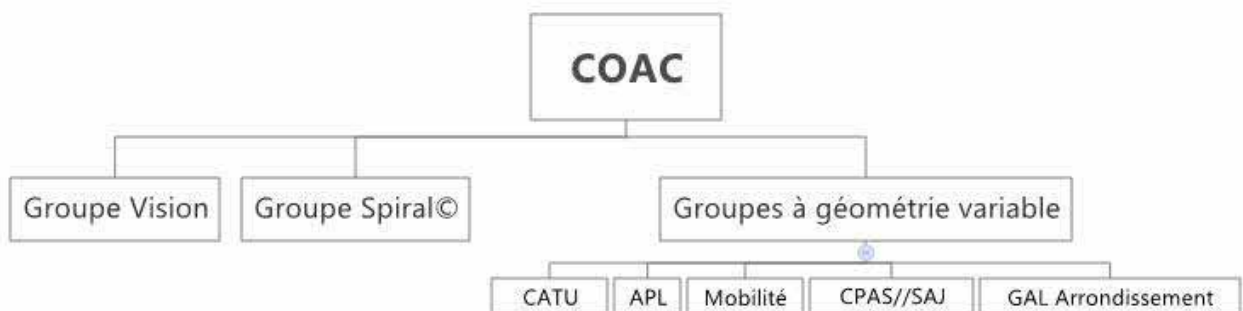 COAC
Groupe Vision
Groupe Spiral©
Groupes à géométrie variable
CATU
APL
Mobilité
CPAS//SAJ
GAL Arrondissement